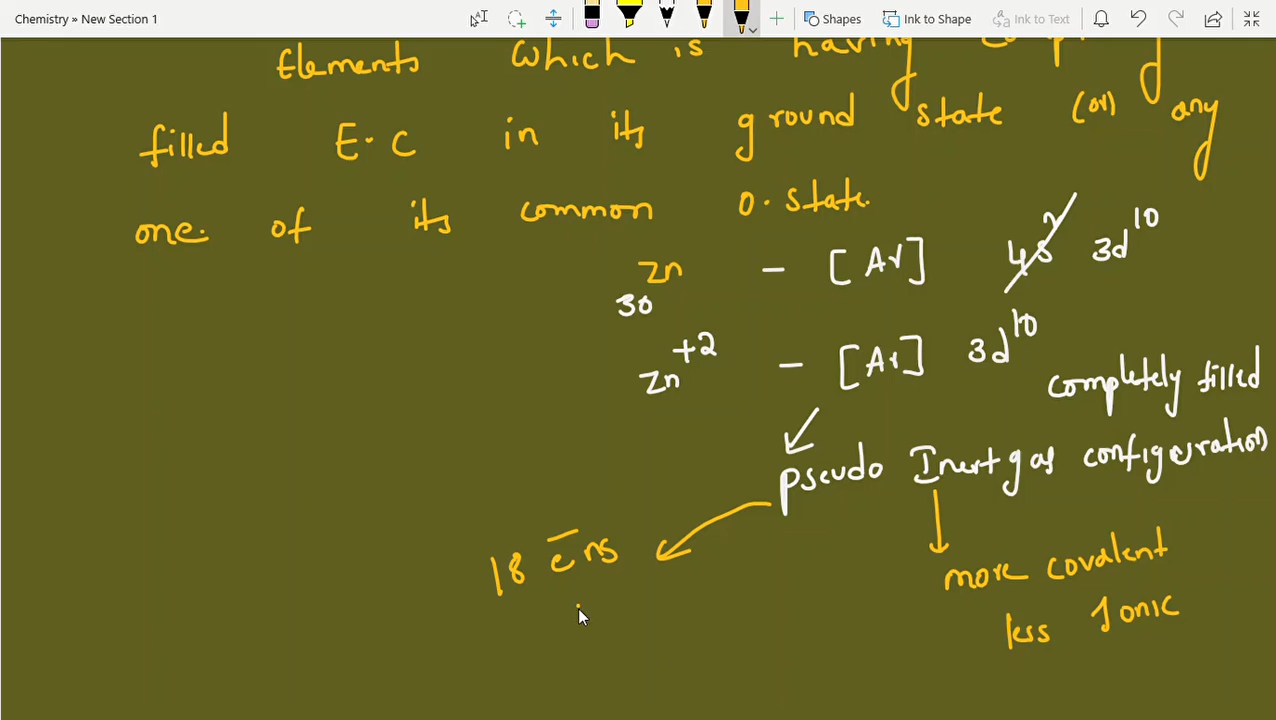 Chemistry » New Section 1
Shapes Ink to Shape Ink to Text
Elements which is having
filled E.C in its ground state (or) any
one. of its common O. state.
30Zn - [Ar] 4s² 3d¹⁰
Zn⁺² - [Ar] 3d¹⁰
completely filled
pseudo Inert gas configuration
18 e̅ns
more covalent
less Ionic